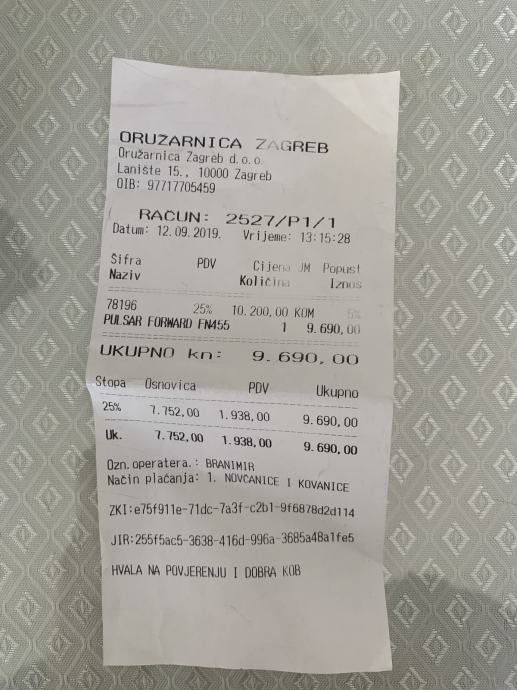 ORUŽARNICA ZAGREB
Oružarnica Zagreb d.o.o.
Lanište 15., 10000 Zagreb
OIB: 97717705459
RAČUN: 2527/P1/1
Datum: 12.09.2019. Vrijeme: 13:15:28
Šifra PDV Cijena JM Popust
Naziv Količina Iznos
78196 25% 10.200,00 KOM 5%
PULSAR FORWARD FN455 1 9.690,00
UKUPNO kn: 9.690,00
Stopa Osnovica PDV Ukupno
25% 7.752,00 1.938,00 9.690,00
Uk. 7.752,00 1.938,00 9.690,00
Ozn. operatera.: BRANIMIR
Način plaćanja: 1. NOVČANICE I KOVANICE
ZKI:e75f911e-71dc-7a3f-c2b1-9f6878d2d114
JIR:255f5ac5-3638-416d-996a-3685a48a1fe5
HVALA NA POVJERENJU I DOBRA KOB